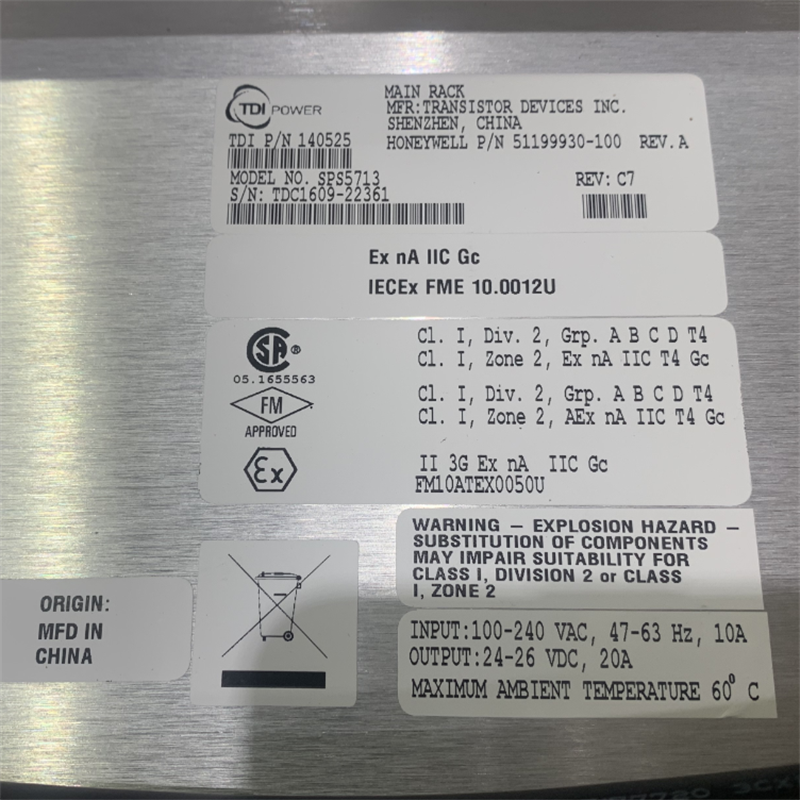 TDI POWER
MAIN RACK
MFR:TRANSISTOR DEVICES INC.
SHENZHEN, CHINA
TDI P/N 140525
HONEYWELL P/N 51199930-100 REV.A
MODEL NO. SPS5713
REV: C7
S/N: TDC1609-22361
Ex nA IIC Gc
IECEx FME 10.0012U
SA ®
05.1655563
FM
APPROVED
Ex
Cl. I, Div. 2, Grp. A B C D T4
Cl. I, Zone 2, Ex nA IIC T4 Gc
Cl. I, Div. 2, Grp. A B C D T4
Cl. I, Zone 2, AEx nA IIC T4 Gc
II 3G Ex nA IIC Gc
FM10ATEX0050U
WARNING – EXPLOSION HAZARD –
SUBSTITUTION OF COMPONENTS
MAY IMPAIR SUITABILITY FOR
CLASS I, DIVISION 2 or CLASS
I, ZONE 2
ORIGIN:
MFD IN
CHINA
INPUT:100-240 VAC, 47-63 Hz, 10A
OUTPUT:24-26 VDC, 20A
MAXIMUM AMBIENT TEMPERATURE 60° C